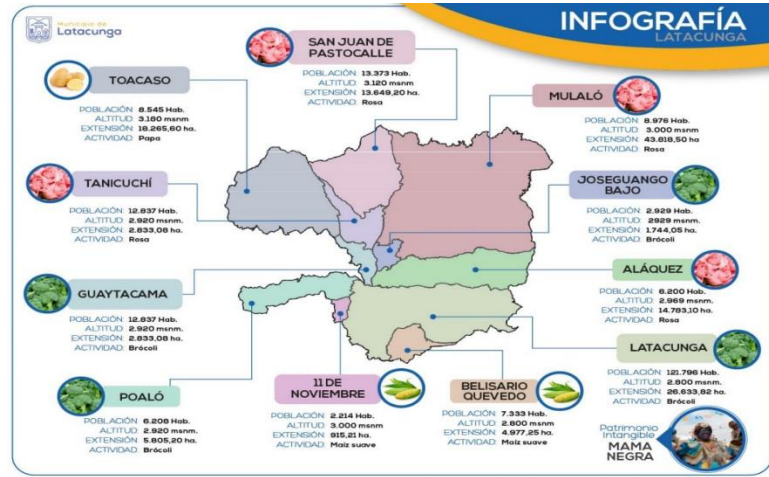 Municipio de
Latacunga
INFOGRAFÍA
LATACUNGA
SAN JUAN DE
PASTOCALLE
POBLACIÓN: 13.373 Hab.
ALTITUD: 3.120 msnm
EXTENSIÓN: 13.649,20 ha.
ACTIVIDAD: Rosa
TOACASO
POBLACIÓN: 8.545 Hab.
ALTITUD: 3.180 msnm
EXTENSIÓN: 18.265,60 ha.
ACTIVIDAD: Papa
MULALÓ
POBLACIÓN: 8.976 Hab.
ALTITUD: 3.000 msnm
EXTENSIÓN: 43.818,50 ha
ACTIVIDAD: Rosa
TANICUCHÍ
POBLACIÓN: 12.837 Hab.
ALTITUD: 2.920 msnm.
EXTENSIÓN: 2.833,08 ha.
ACTIVIDAD: Rosa
JOSEGUANGO
BAJO
POBLACIÓN: 2.929 Hab.
ALTITUD: 2929 msnm.
EXTENSIÓN: 1.744,05 ha.
ACTIVIDAD: Brócoli
GUAYTACAMA
POBLACIÓN: 12.837 Hab.
ALTITUD: 2.920 msnm.
EXTENSIÓN: 2.833,08 ha.
ACTIVIDAD: Brócoli
ALÁQUEZ
POBLACIÓN: 6.200 Hab.
ALTITUD: 2.969 msnm.
EXTENSIÓN: 14.783,10 ha.
ACTIVIDAD: Rosa
LATACUNGA
POBLACIÓN: 121.796 Hab.
ALTITUD: 2.800 msnm.
EXTENSIÓN: 26.633,82 ha.
ACTIVIDAD: Brócoli
POALÓ
POBLACIÓN: 6.208 Hab.
ALTITUD: 2.920 msnm.
EXTENSIÓN: 5.805,20 ha.
ACTIVIDAD: Brócoli
11 DE
NOVIEMBRE
POBLACIÓN: 2.214 Hab.
ALTITUD: 3.000 msnm
EXTENSIÓN: 915,21 ha.
ACTIVIDAD: Maíz suave
BELISARIO
QUEVEDO
POBLACIÓN: 7.333 Hab.
ALTITUD: 2.800 msnm
EXTENSIÓN: 4.977,25 ha.
ACTIVIDAD: Maíz suave
Patrimonio
Intangible
MAMA
NEGRA